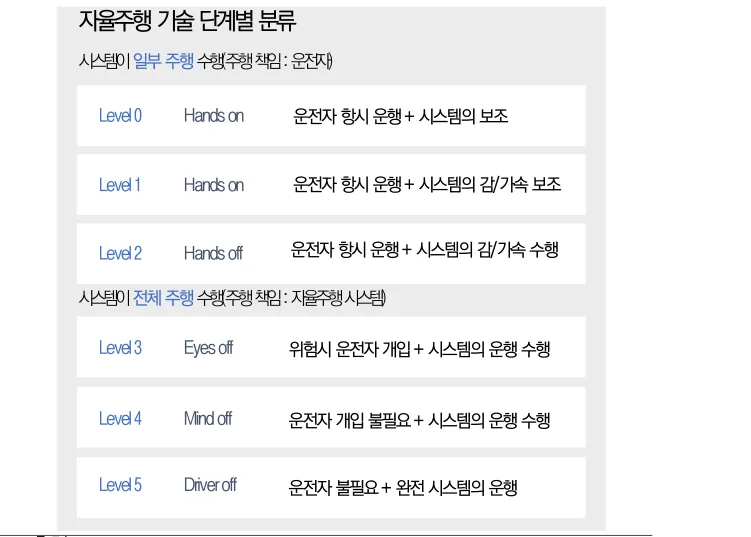 자율주행 기술 단계별 분류
시스템이 일부 주행 수행(주행 책임 : 운전자)
Level 0 Hands on 운전자 항시 운행 + 시스템의 보조
Level 1 Hands on 운전자 항시 운행 + 시스템의 감/가속 보조
Level 2 Hands off 운전자 항시 운행 + 시스템의 감/가속 수행
시스템이 전체 주행 수행(주행 책임 : 자율주행 시스템)
Level 3 Eyes off 위험시 운전자 개입 + 시스템의 운행 수행
Level 4 Mind off 운전자 개입 불필요 + 시스템의 운행 수행
Level 5 Driver off 운전자 불필요 + 완전 시스템의 운행